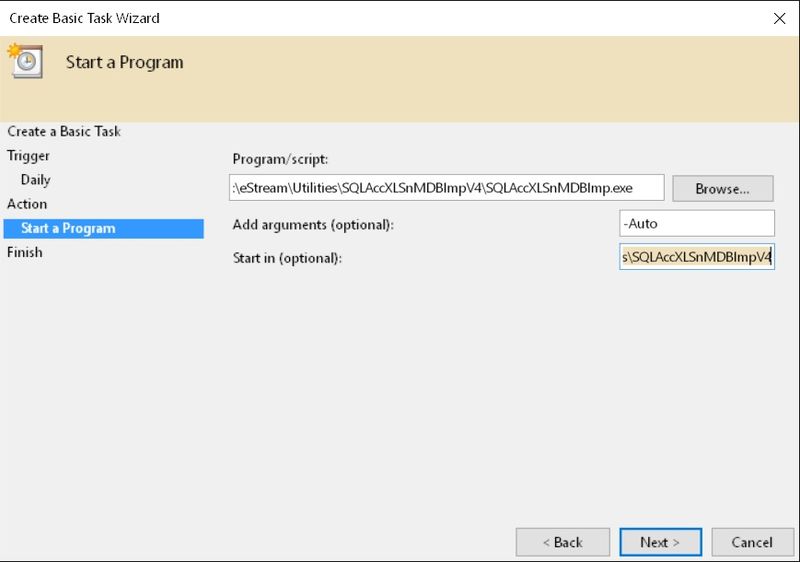 Create Basic Task Wizard
Start a Program
Create a Basic Task
Trigger
Daily
Action
Start a Program
Finish
Program/script:
:\eStream\Utilities\SQLAccXLSnMDBImpV4\SQLAccXLSnMDBImp.exe
Browse...
Add arguments (optional):
-Auto
Start in (optional):
s\SQLAccXLSnMDBImpV4
< Back
Next >
Cancel